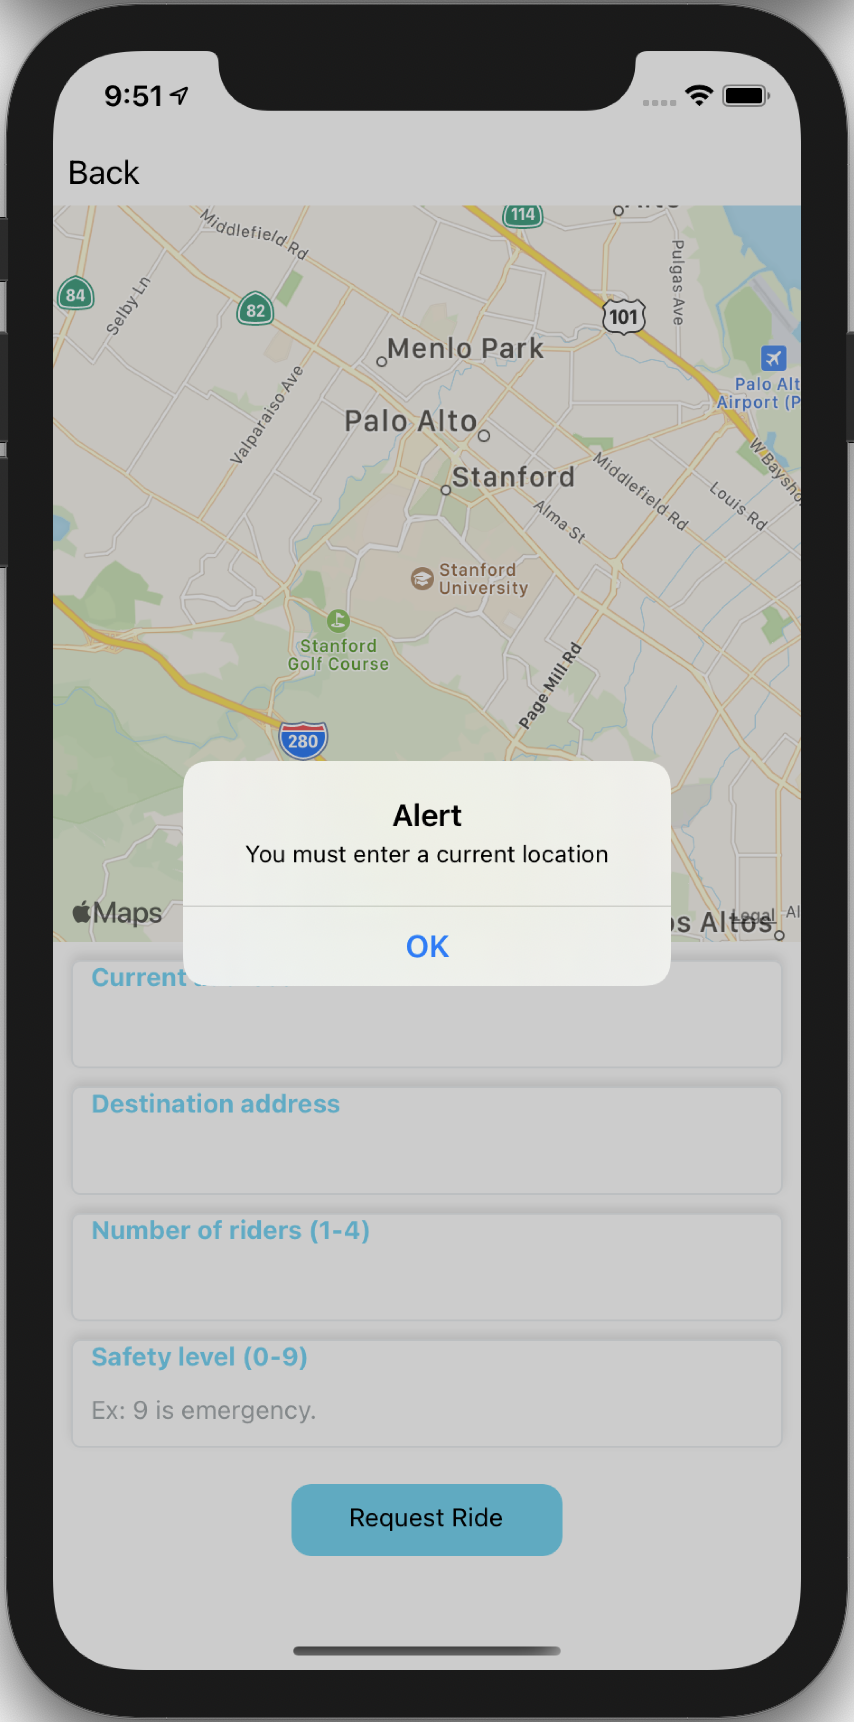 9:51
Back
114
Middlefield Rd
Pulgas Ave
84
Selby Ln
82
101
Menlo Park
Palo Alt
Airport (P
Valparaiso Ave
Palo Alto
W Baysho
Stanford
Middlefield Rd
Louis Rd
Alma St
Stanford
University
Stanford
Golf Course
Page Mill Rd
280
Alert
You must enter a current location
OK
Maps
os Altos
Legal
Al
Current
Destination address
Number of riders (1-4)
Safety level (0-9)
Ex: 9 is emergency.
Request Ride